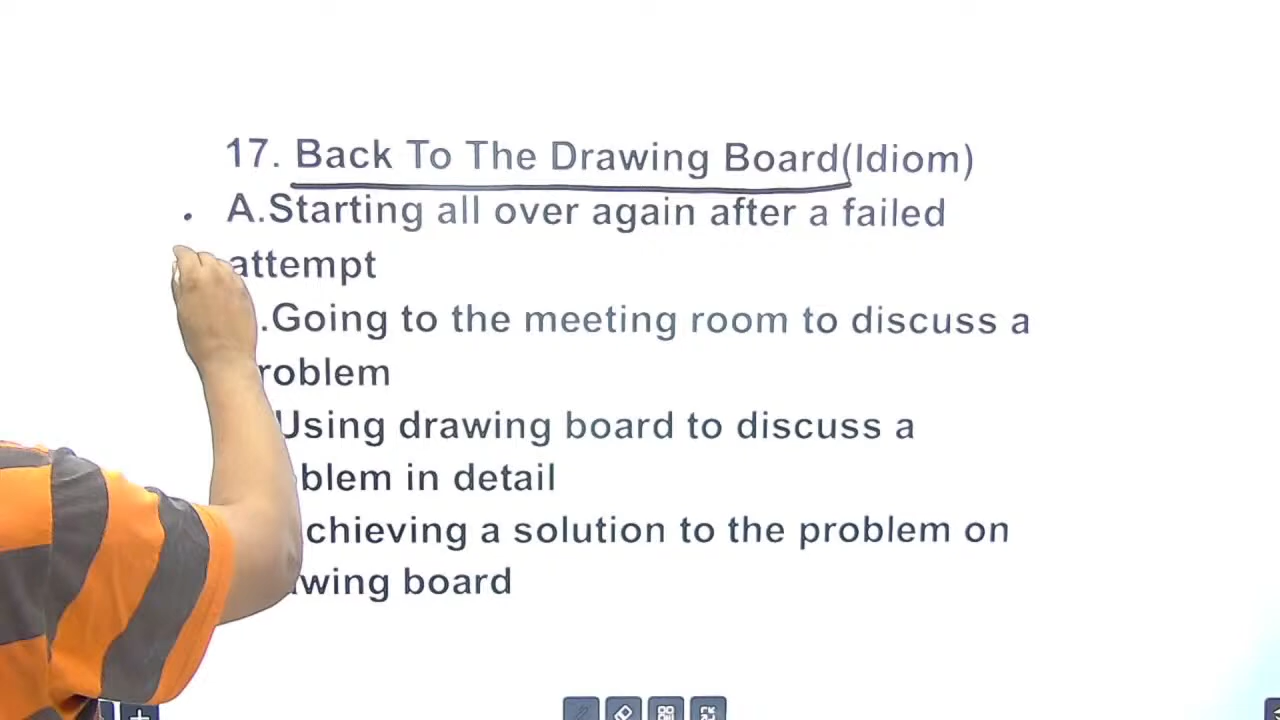 17. Back To The Drawing Board(Idiom)
A.Starting all over again after a failed
attempt
.Going to the meeting room to discuss a
roblem
Using drawing board to discuss a
blem in detail
chieving a solution to the problem on
wing board